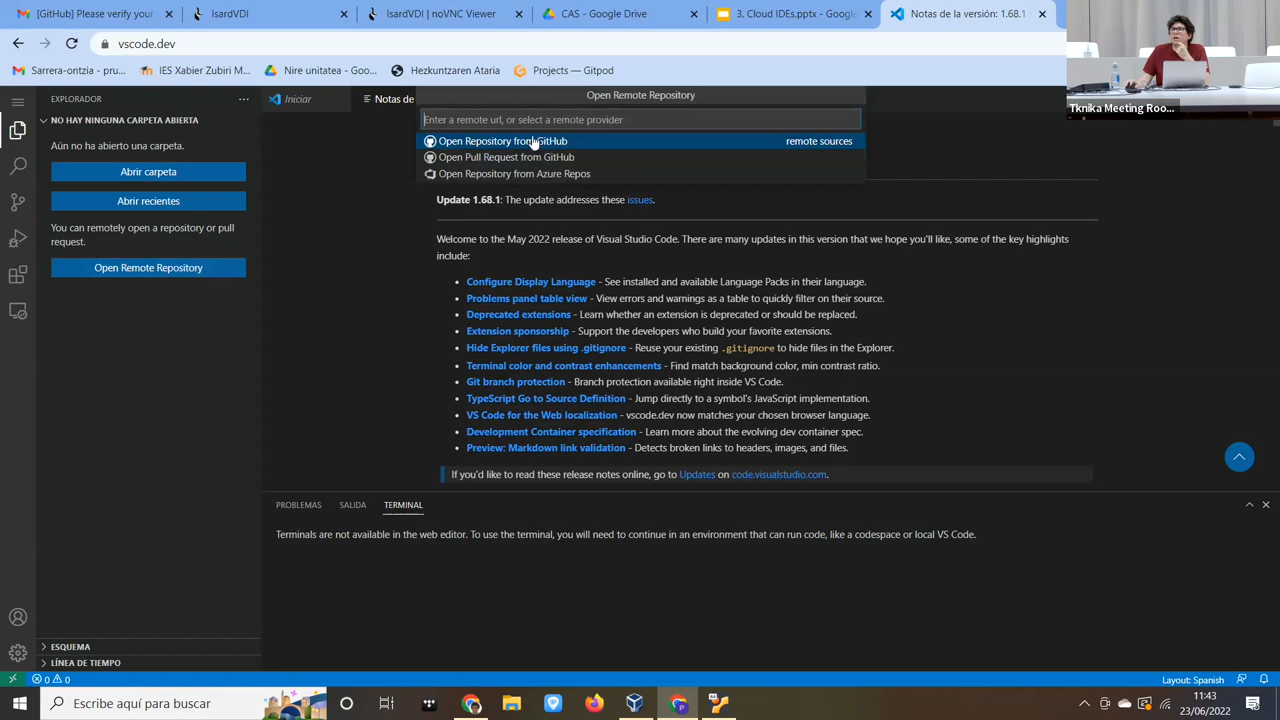 [GitHub] Please verify y
IsardVDI
IsardVDI | noVNC Viewer
CAS - Google Drive
3. Cloud IDEs.pptx - Google
Notas de la versión: 1.68.1
vscode.dev
Sarrera-ontzia - pru...
IES Xabier Zubiri M...
Nire unitatea - Goo...
Hezkuntzaren Ataria
Projects — Gitpod
EXPLORADOR
Iniciar
Notas de
Open Remote Repository
NO HAY NINGUNA CARPETA ABIERTA
Aún no ha abierto una carpeta.
Abrir carpeta
Abrir recientes
You can remotely open a repository or pull
request.
Open Remote Repository
Enter a remote url, or select a remote provider
Open Repository from GitHub
remote sources
Open Pull Request from GitHub
Open Repository from Azure Repos
Update 1.68.1: The update addresses these issues.
Welcome to the May 2022 release of Visual Studio Code. There are many updates in this version that we hope you'll like, some of the key highlights
include:
• Configure Display Language - See installed and available Language Packs in their language.
• Problems panel table view - View errors and warnings as a table to quickly filter on their source.
• Deprecated extensions - Learn whether an extension is deprecated or should be replaced.
• Extension sponsorship - Support the developers who build your favorite extensions.
• Hide Explorer files using .gitignore - Reuse your existing .gitignore to hide files in the Explorer.
• Terminal color and contrast enhancements - Find match background color, min contrast ratio.
• Git branch protection - Branch protection available right inside VS Code.
• TypeScript Go to Source Definition - Jump directly to a symbol's JavaScript implementation.
• VS Code for the Web localization - vscode.dev now matches your chosen browser language.
• Development Container specification - Learn more about the evolving dev container spec.
• Preview: Markdown link validation - Detects broken links to headers, images, and files.
If you'd like to read these release notes online, go to Updates on code.visualstudio.com.
PROBLEMAS
SALIDA
TERMINAL
Terminals are not available in the web editor. To use the terminal, you will need to continue in an environment that can run code, like a codespace or local VS Code.
ESQUEMA
LÍNEA DE TIEMPO
0 0
Layout: Spanish
Escribe aquí para buscar
11:43
23/06/2022
Tknika Meeting Roo...